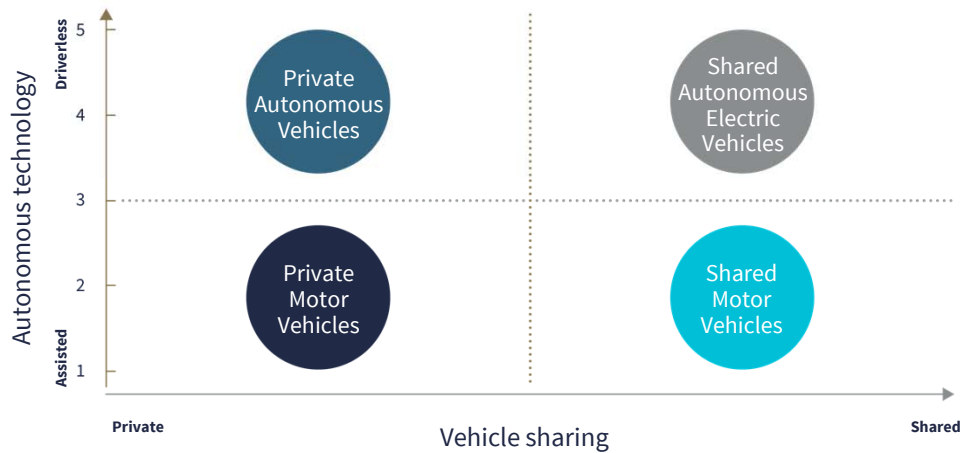 Autonomous technology
Driverless
Assisted
5
4
3
2
1
Private
Autonomous
Vehicles
Shared
Autonomous
Electric
Vehicles
Private
Motor
Vehicles
Shared
Motor
Vehicles
Private
Vehicle sharing
Shared